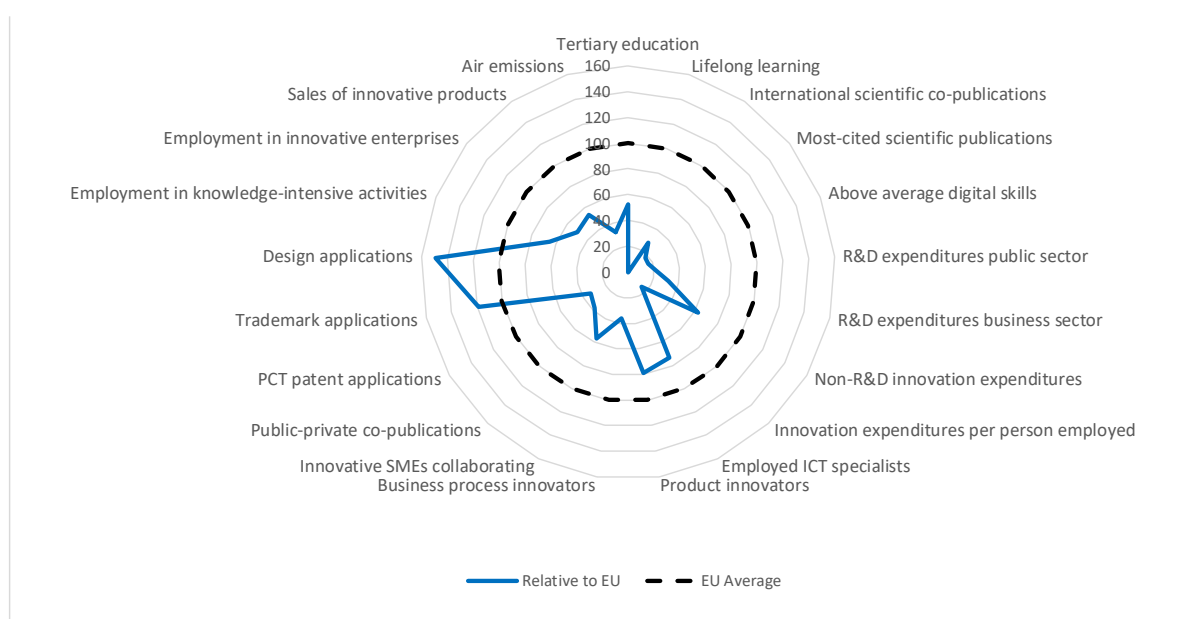 Tertiary education
Lifelong learning
International scientific co-publications
Most-cited scientific publications
Above average digital skills
R&D expenditures public sector
R&D expenditures business sector
Non-R&D innovation expenditures
Innovation expenditures per person employed
Employed ICT specialists
Product innovators
Business process innovators
Innovative SMEs collaborating
Public-private co-publications
PCT patent applications
Trademark applications
Design applications
Employment in knowledge-intensive activities
Employment in innovative enterprises
Sales of innovative products
Air emissions
160
140
120
100
80
60
40
20
0
Relative to EU
EU Average